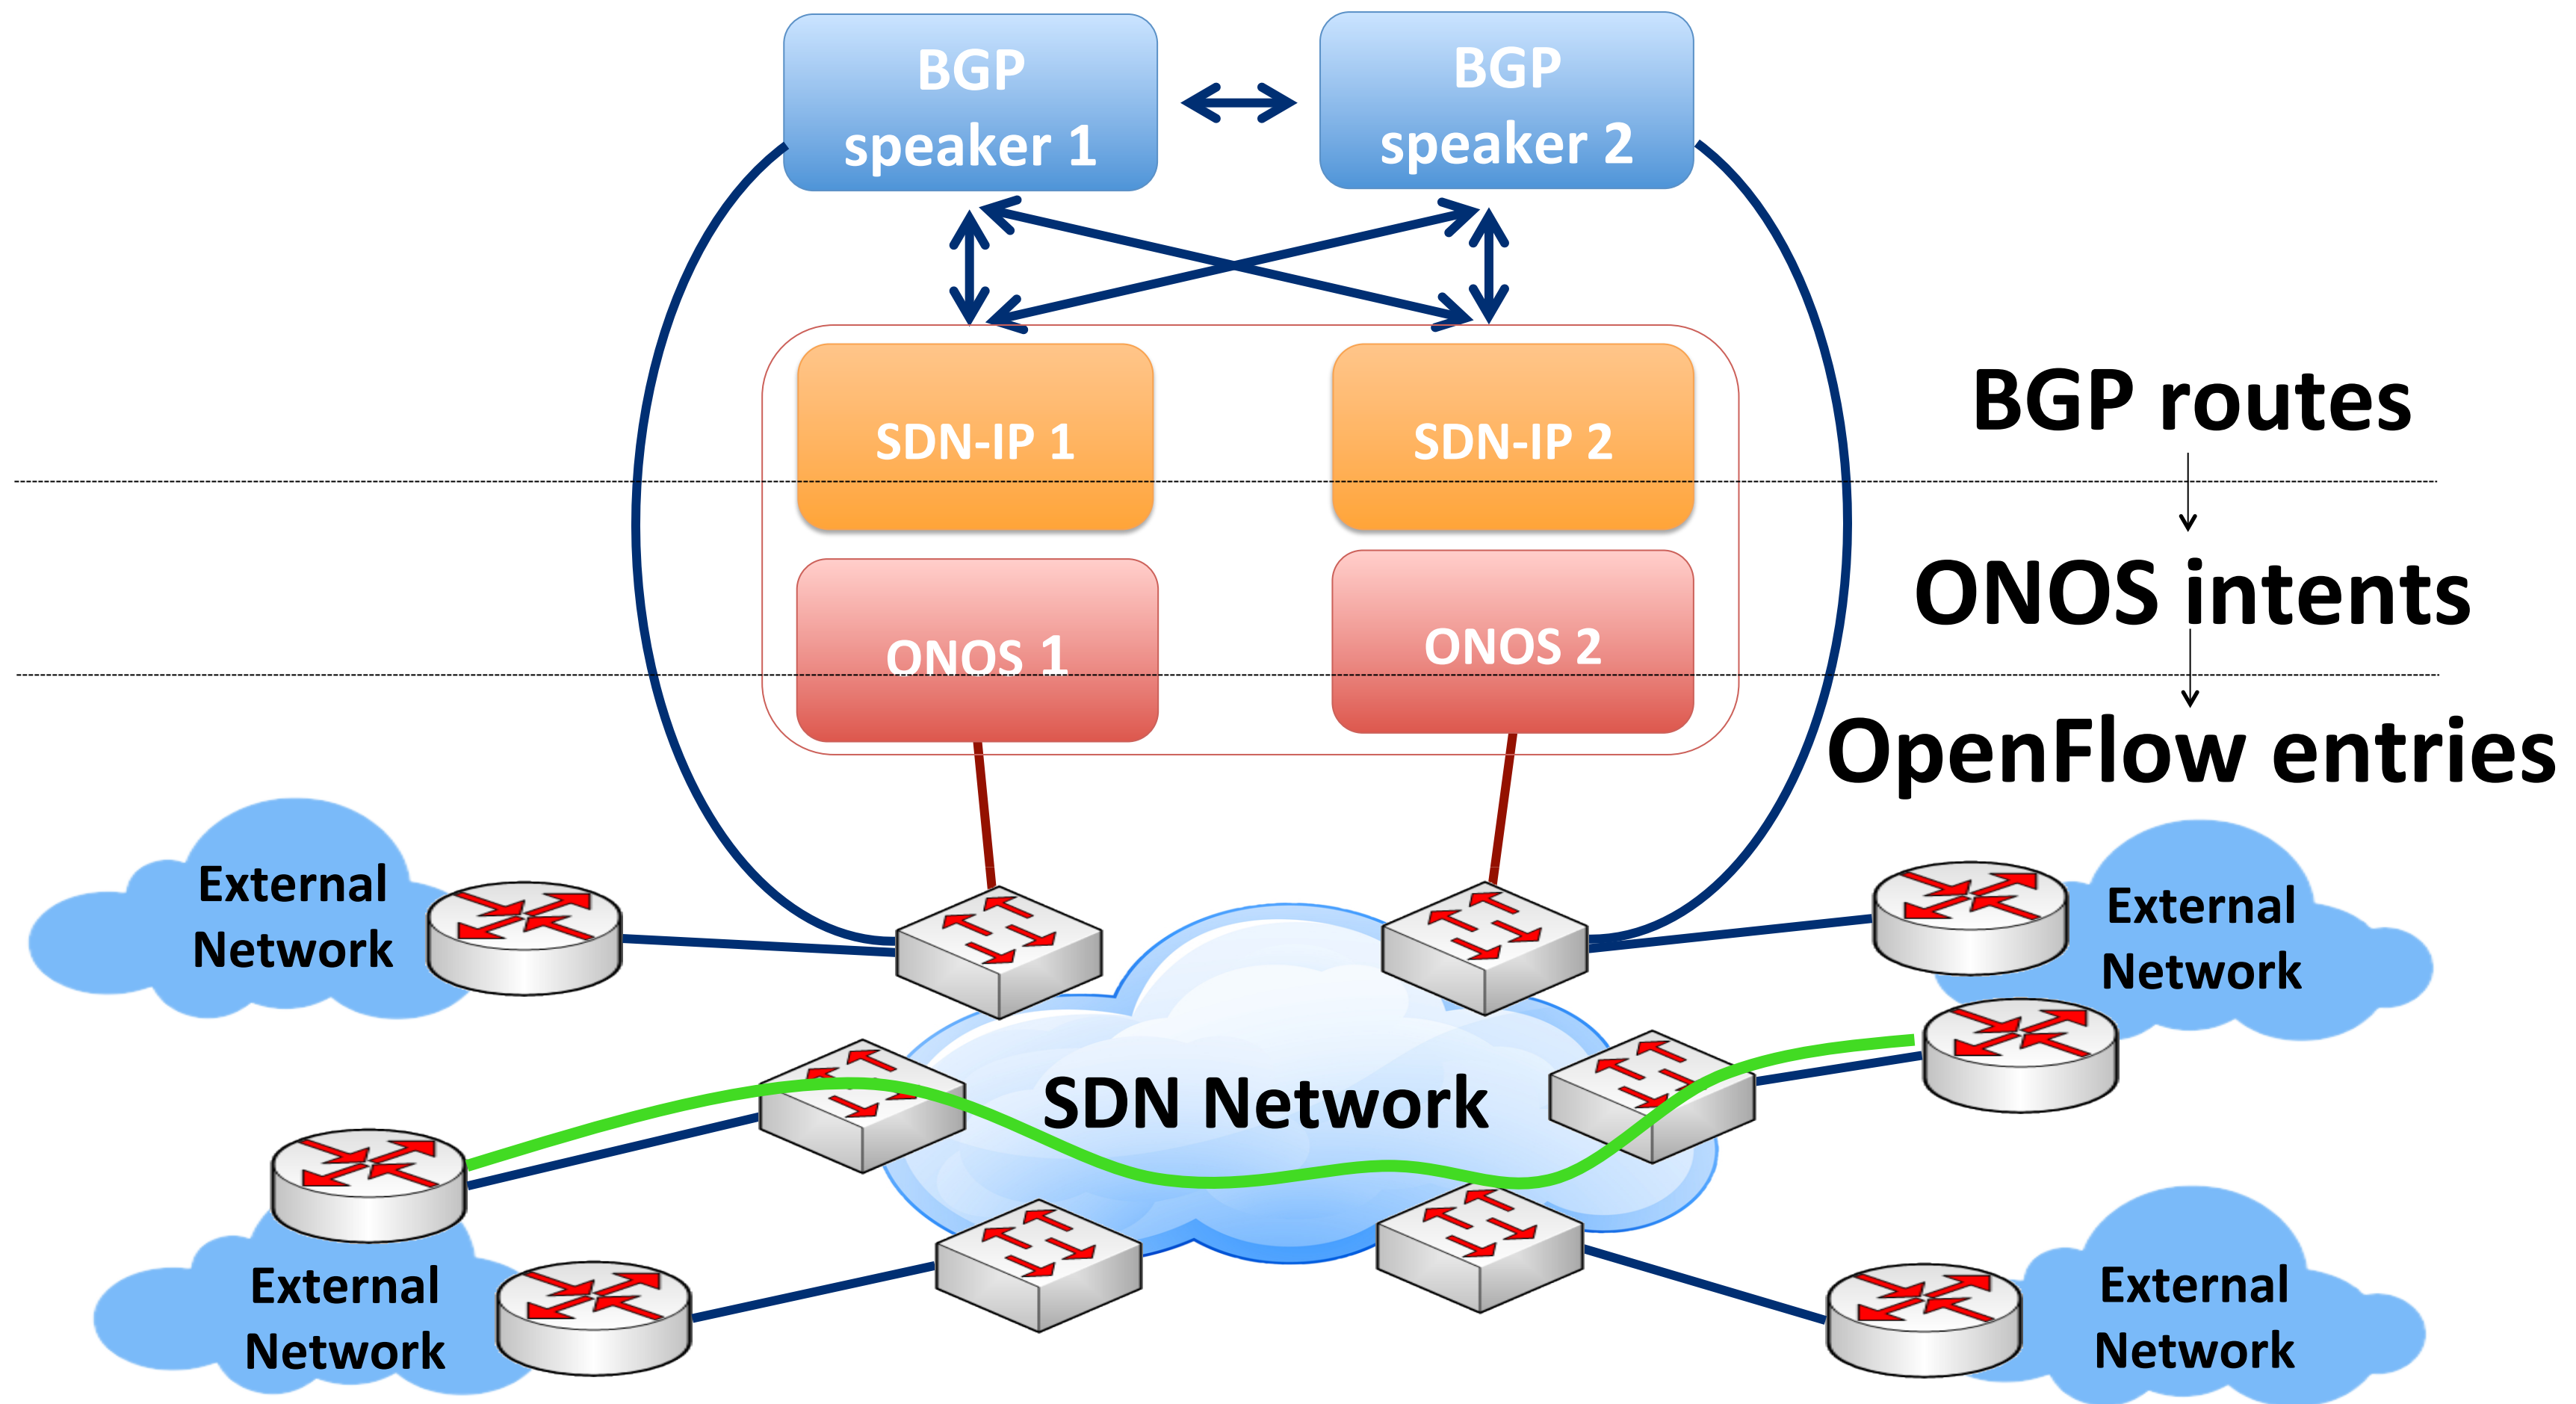 BGP
speaker 1
BGP
speaker 2
SDN-IP 1
SDN-IP 2
BGP routes
ONOS 1
ONOS 2
ONOS intents
OpenFlow entries
External
Network
External
Network
SDN Network
External
Network
External
Network